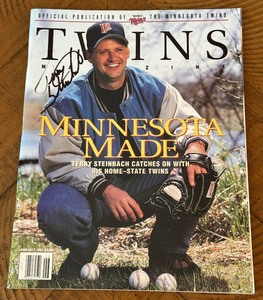 OFFICIAL PUBLICATION OF THE MINNESOTA TWINS
TWINS
MAGAZINE
MINNESOTA
MADE
TERRY STEINBACH CATCHES ON WITH
HIS HOME-STATE TWINS